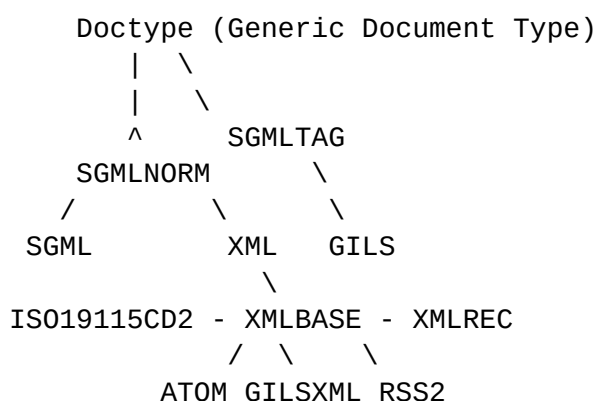 Doctype (Generic Document Type)
| \
| \
^ SGMLTAG
SGMLNORM \
/ \ \
SGML XML GILS
\
ISO19115CD2 - XMLBASE - XMLREC
/ \ \
ATOM GILSXML RSS2